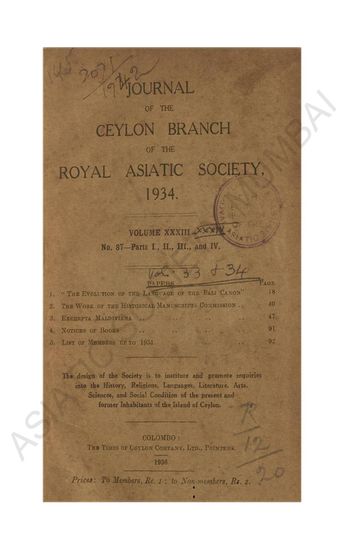 JOURNAL
OF THE
CEYLON BRANCH
OF THE
ROYAL ASIATIC SOCIETY,
1934.
VOLUME XXXIII
No. 87—Parts I., II., III., and IV.
Vol. 33 & 34
PAPERS
PAGE
1. "The Evolution of the Language of the Pali Canon" 18
2. The Work of the Historical Manuscripts Commission .. 40
3. Excerpta Maldiviana .. 47
4. Notices of Books .. 91
5. List of Members up to 1934 .. 97
The design of the Society is to institute and promote enquiries
into the History, Religions, Languages, Literature, Arts,
Sciences, and Social Condition of the present and
former Inhabitants of the Island of Ceylon.
COLOMBO:
The Times of Ceylon Company, Ltd., Printers.
1936
Prices: To Members, Re. 1: to Non-members, Rs. 2.
12
20
ASIATIC SOCIETY OF MUMBAI